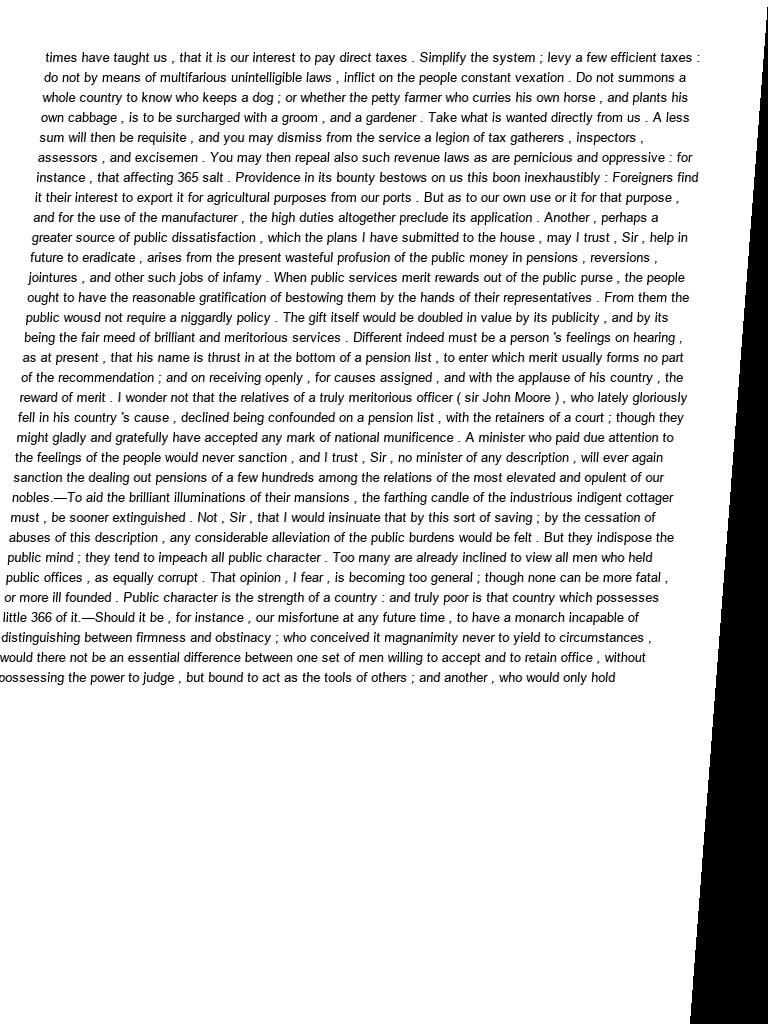 times have taught us , that it is our interest to pay direct taxes . Simplify the system ; levy a few efficient taxes :
do not by means of multifarious unintelligible laws , inflict on the people constant vexation . Do not summons a
whole country to know who keeps a dog ; or whether the petty farmer who curries his own horse , and plants his
own cabbage , is to be surcharged with a groom , and a gardener . Take what is wanted directly from us . A less
sum will then be requisite , and you may dismiss from the service a legion of tax gatherers , inspectors ,
assessors , and excisemen . You may then repeal also such revenue laws as are pernicious and oppressive : for
instance , that affecting 365 salt . Providence in its bounty bestows on us this boon inexhaustibly : Foreigners find
it their interest to export it for agricultural purposes from our ports . But as to our own use or it for that purpose ,
and for the use of the manufacturer , the high duties altogether preclude its application . Another , perhaps a
greater source of public dissatisfaction , which the plans I have submitted to the house , may I trust , Sir , help in
future to eradicate , arises from the present wasteful profusion of the public money in pensions , reversions ,
jointures , and other such jobs of infamy . When public services merit rewards out of the public purse , the people
ought to have the reasonable gratification of bestowing them by the hands of their representatives . From them the
public wousd not require a niggardly policy . The gift itself would be doubled in value by its publicity , and by its
being the fair meed of brilliant and meritorious services . Different indeed must be a person 's feelings on hearing ,
as at present , that his name is thrust in at the bottom of a pension list , to enter which merit usually forms no part
of the recommendation ; and on receiving openly , for causes assigned , and with the applause of his country , the
reward of merit . I wonder not that the relatives of a truly meritorious officer ( sir John Moore ) , who lately gloriously
fell in his country 's cause , declined being confounded on a pension list , with the retainers of a court ; though they
might gladly and gratefully have accepted any mark of national munificence . A minister who paid due attention to
the feelings of the people would never sanction , and I trust , Sir , no minister of any description , will ever again
sanction the dealing out pensions of a few hundreds among the relations of the most elevated and opulent of our
nobles.—To aid the brilliant illuminations of their mansions , the farthing candle of the industrious indigent cottager
must , be sooner extinguished . Not , Sir , that I would insinuate that by this sort of saving ; by the cessation of
abuses of this description , any considerable alleviation of the public burdens would be felt . But they indispose the
public mind ; they tend to impeach all public character . Too many are already inclined to view all men who held
public offices , as equally corrupt . That opinion , I fear , is becoming too general ; though none can be more fatal ,
or more ill founded . Public character is the strength of a country : and truly poor is that country which possesses
little 366 of it.—Should it be , for instance , our misfortune at any future time , to have a monarch incapable of
distinguishing between firmness and obstinacy ; who conceived it magnanimity never to yield to circumstances ,
would there not be an essential difference between one set of men willing to accept and to retain office , without
possessing the power to judge , but bound to act as the tools of others ; and another , who would only hold